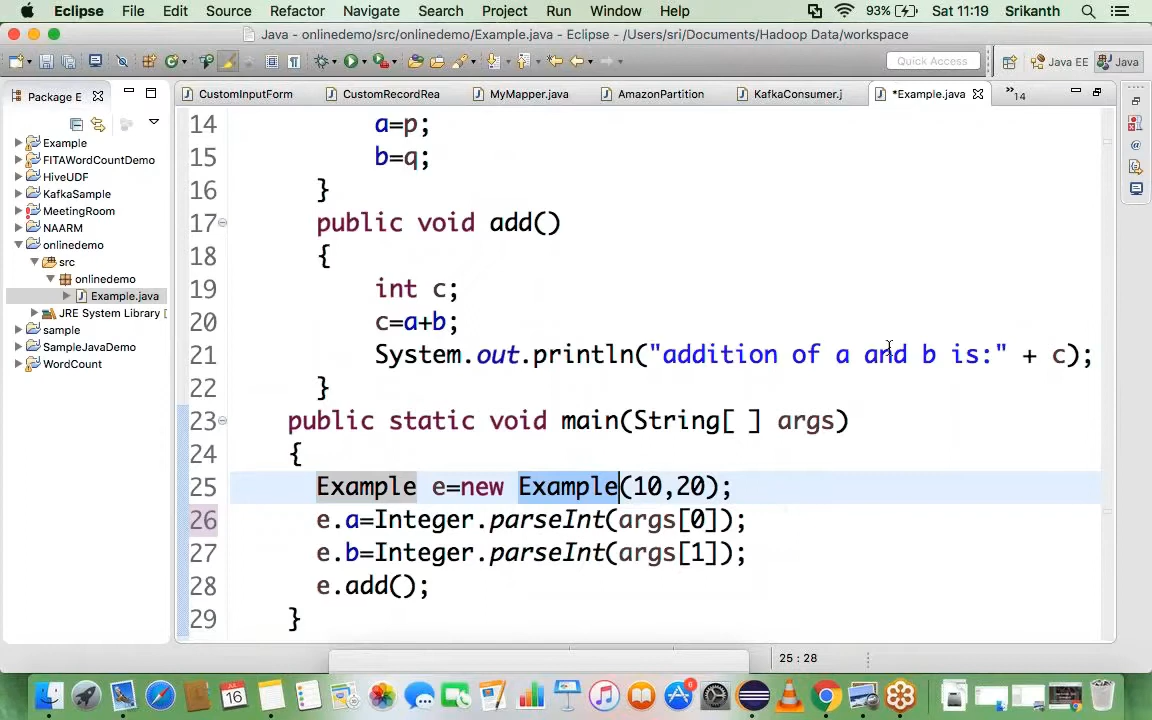 Eclipse File Edit Source Refactor Navigate Search Project Run Window Help 93% Sat 11:19 Srikanth
Java - onlinedemo/src/onlinedemo/Example.java - Eclipse - /Users/sri/Documents/Hadoop Data/workspace
Quick Access Java EE Java
Package E CustomInputForm CustomRecordRea MyMapper.java AmazonPartition KafkaConsumer.j *Example.java 14
Example
FITAWordCountDemo
HiveUDF
KafkaSample
MeetingRoom
NAARM
onlinedemo
src
onlinedemo
Example.java
JRE System Library [
sample
SampleJavaDemo
WordCount
14 a=p;
15 b=q;
16 }
17 public void add()
18 {
19 int c;
20 c=a+b;
21 System.out.println("addition of a and b is:" + c);
22 }
23 public static void main(String[ ] args)
24 {
25 Example e=new Example(10,20);
26 e.a=Integer.parseInt(args[0]);
27 e.b=Integer.parseInt(args[1]);
28 e.add();
29 }
25 : 28